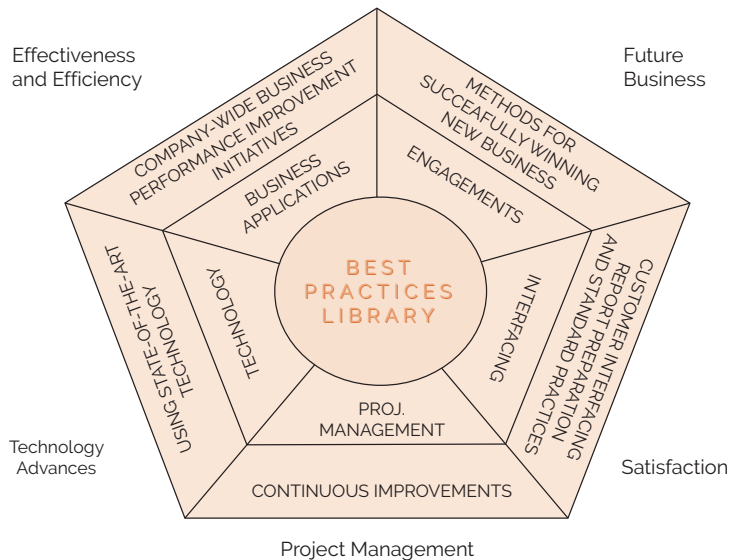 Effectiveness
and Efficiency
Future
Business
COMPANY-WIDE BUSINESS
PERFORMANCE IMPROVEMENT
INITIATIVES
METHODS FOR
SUCCEAFULLY WINNING
NEW BUSINESS
BUSINESS
APPLICATIONS
ENGAGEMENTS
BEST
PRACTICES
LIBRARY
USING STATE-OF-THE-ART
TECHNOLOGY
TECHNOLOGY
INTERFACING
CUSTOMER INTERFACING
REPORT PREPARATION
AND STANDARD PRACTICES
PROJ.
MANAGEMENT
CONTINUOUS IMPROVEMENTS
Technology
Advances
Satisfaction
Project Management